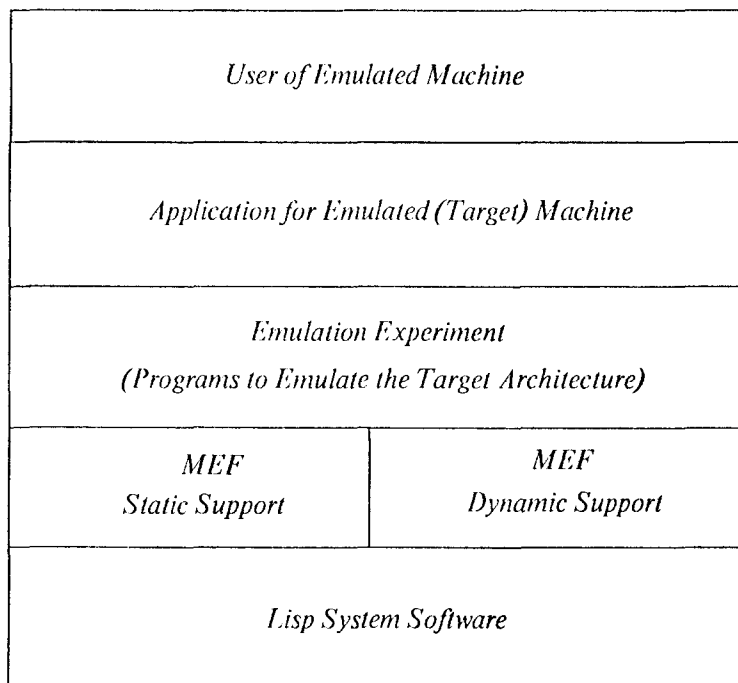 User of Emulated Machine
Application for Emulated (Target) Machine
Emulation Experiment
(Programs to Emulate the Target Architecture)
MEF
Static Support
MEF
Dynamic Support
Lisp System Software